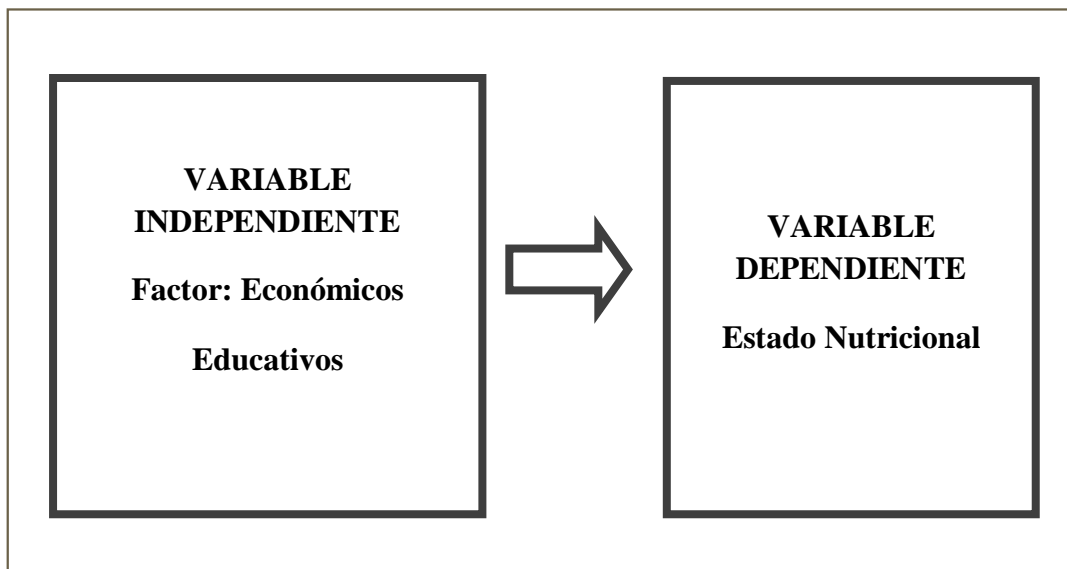 VARIABLE
INDEPENDIENTE
Factor: Económicos
Educativos
VARIABLE
DEPENDIENTE
Estado Nutricional